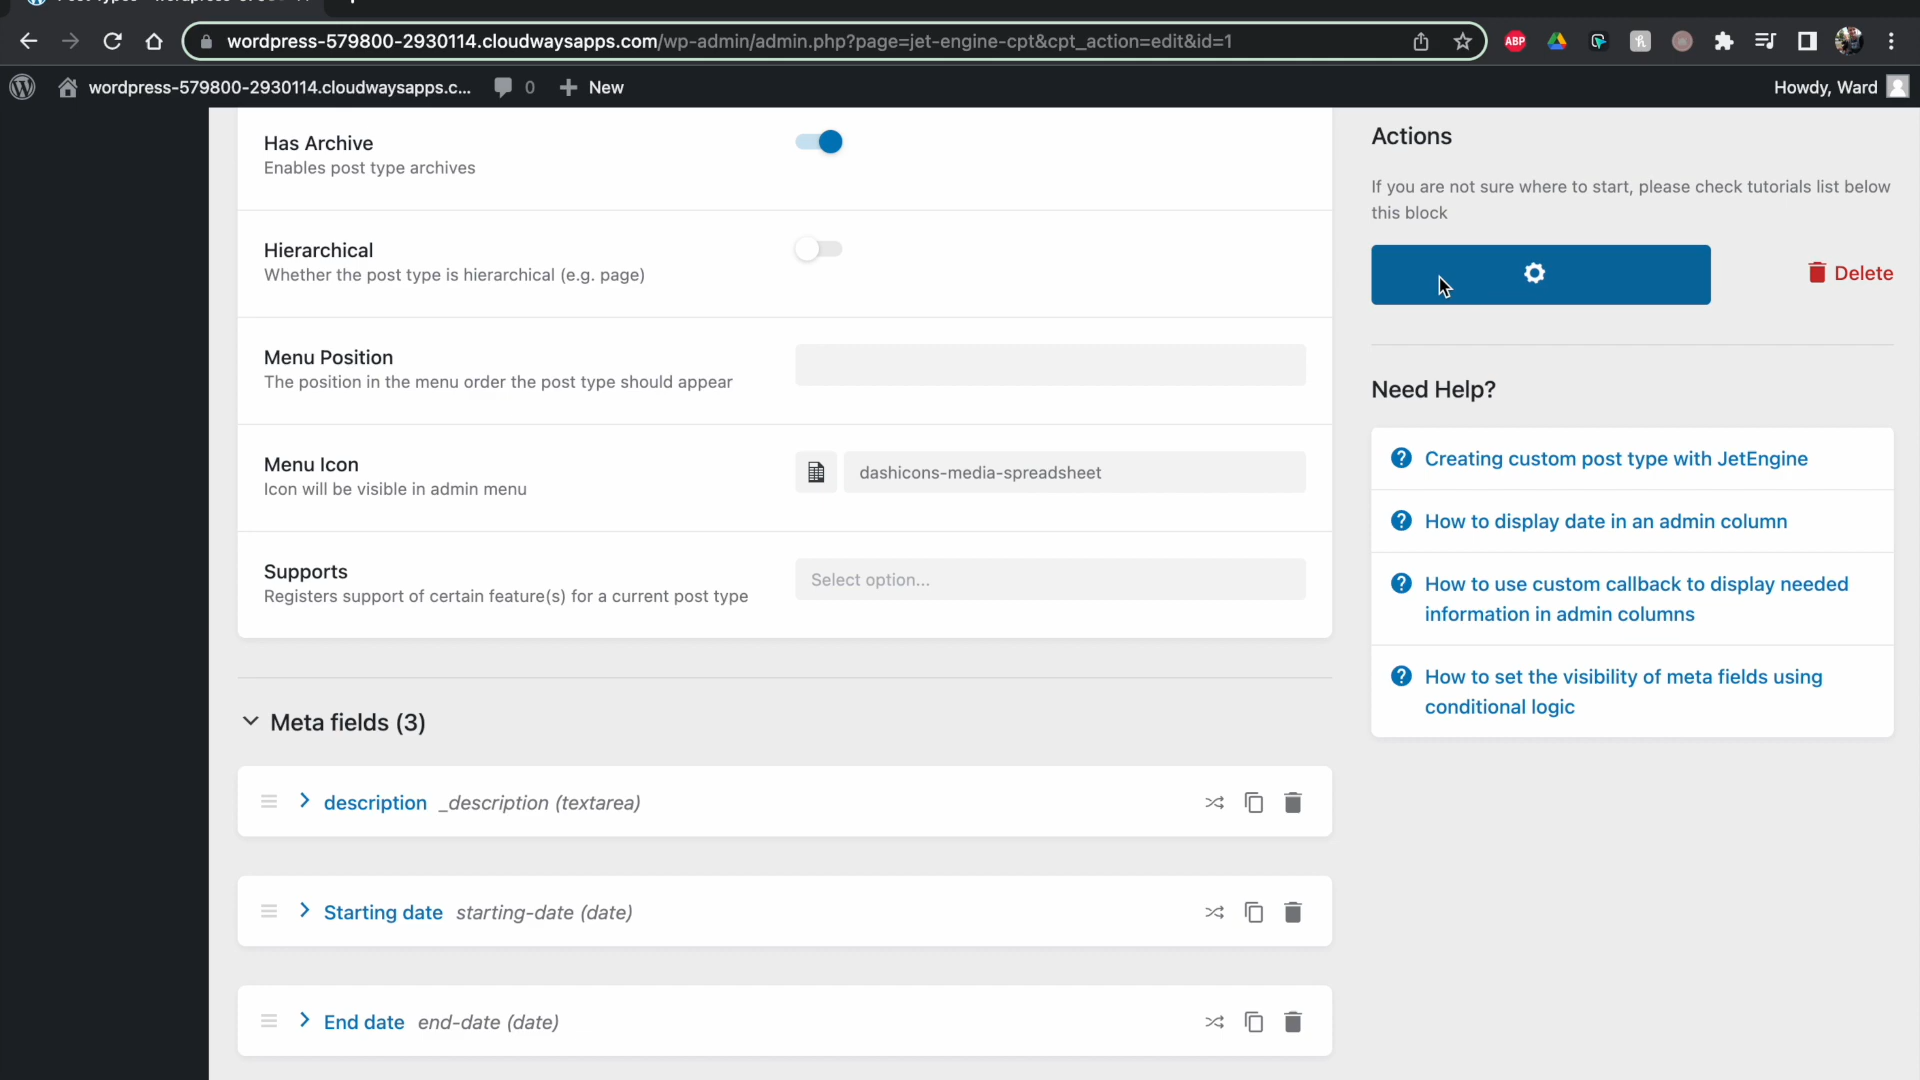 wordpress-579800-2930114.cloudwaysapps.com/wp-admin/admin.php?page=jet-engine-cpt&cpt_action=edit&id=1
ABP
wordpress-579800-2930114.cloudwaysapps.c...
0
New
Howdy, Ward
Has Archive
Enables post type archives
Hierarchical
Whether the post type is hierarchical (e.g. page)
Menu Position
The position in the menu order the post type should appear
Menu Icon
Icon will be visible in admin menu
dashicons-media-spreadsheet
Supports
Registers support of certain feature(s) for a current post type
Select option...
Meta fields (3)
description _description (textarea)
Starting date starting-date (date)
End date end-date (date)
Actions
If you are not sure where to start, please check tutorials list below
this block
Delete
Need Help?
Creating custom post type with JetEngine
How to display date in an admin column
How to use custom callback to display needed
information in admin columns
How to set the visibility of meta fields using
conditional logic